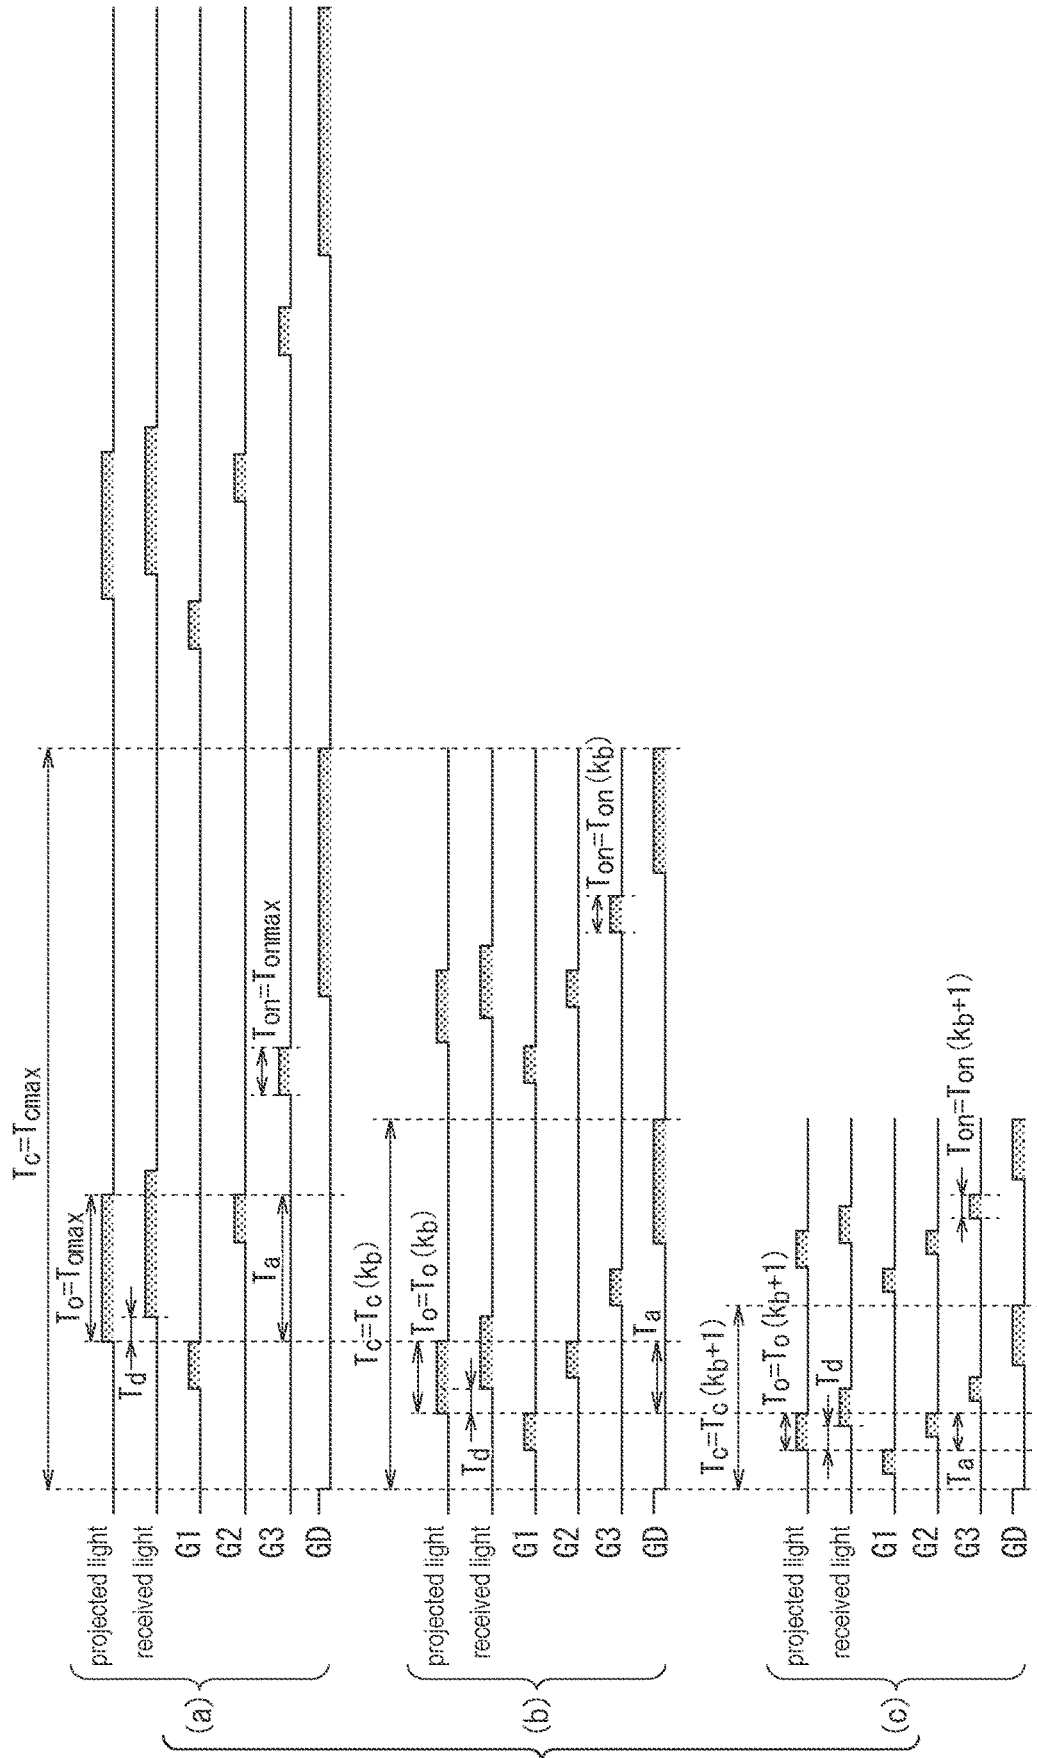 (a)
Tc=Tcmax
To=Tomax
projected light
Td
received light
G1
G2
Ta
Ton=Tonmax
G3
GD
(b)
Tc=Tc(kb)
To=To(kb)
projected light
Td
received light
G1
G2
Ton=Ton(kb)
G3
Ta
GD
(c)
Tc=Tc(kb+1)
To=To(kb+1)
projected light
Td
received light
G1
G2
Ton=Ton(kb+1)
Ta
G3
GD